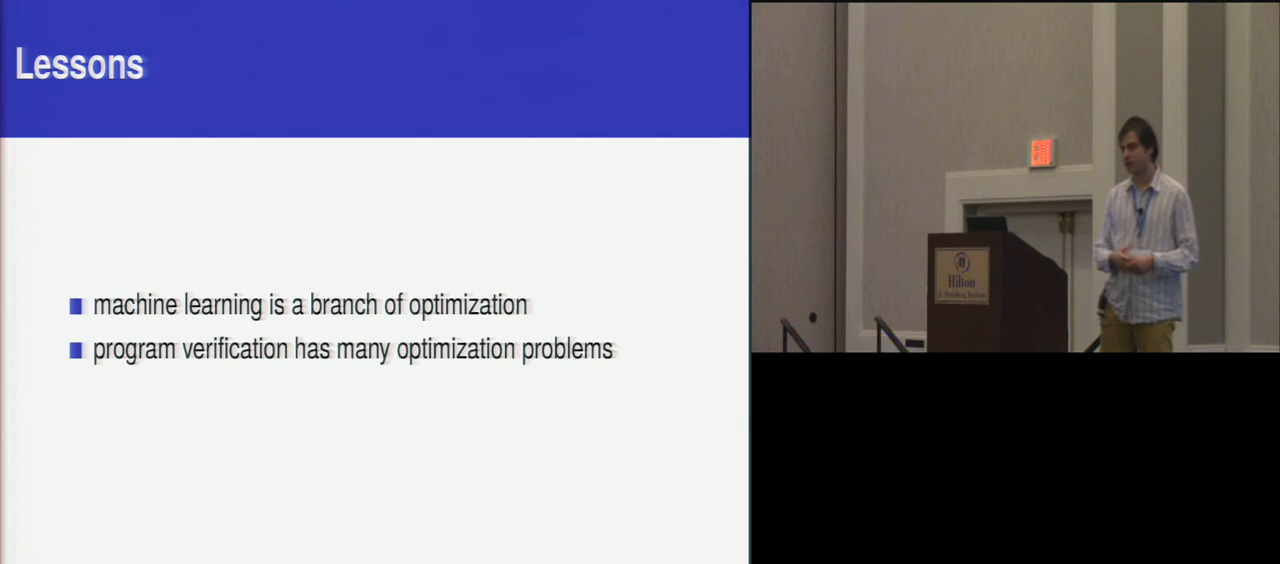 Lessons
machine learning is a branch of optimization
program verification has many optimization problems
Hilton